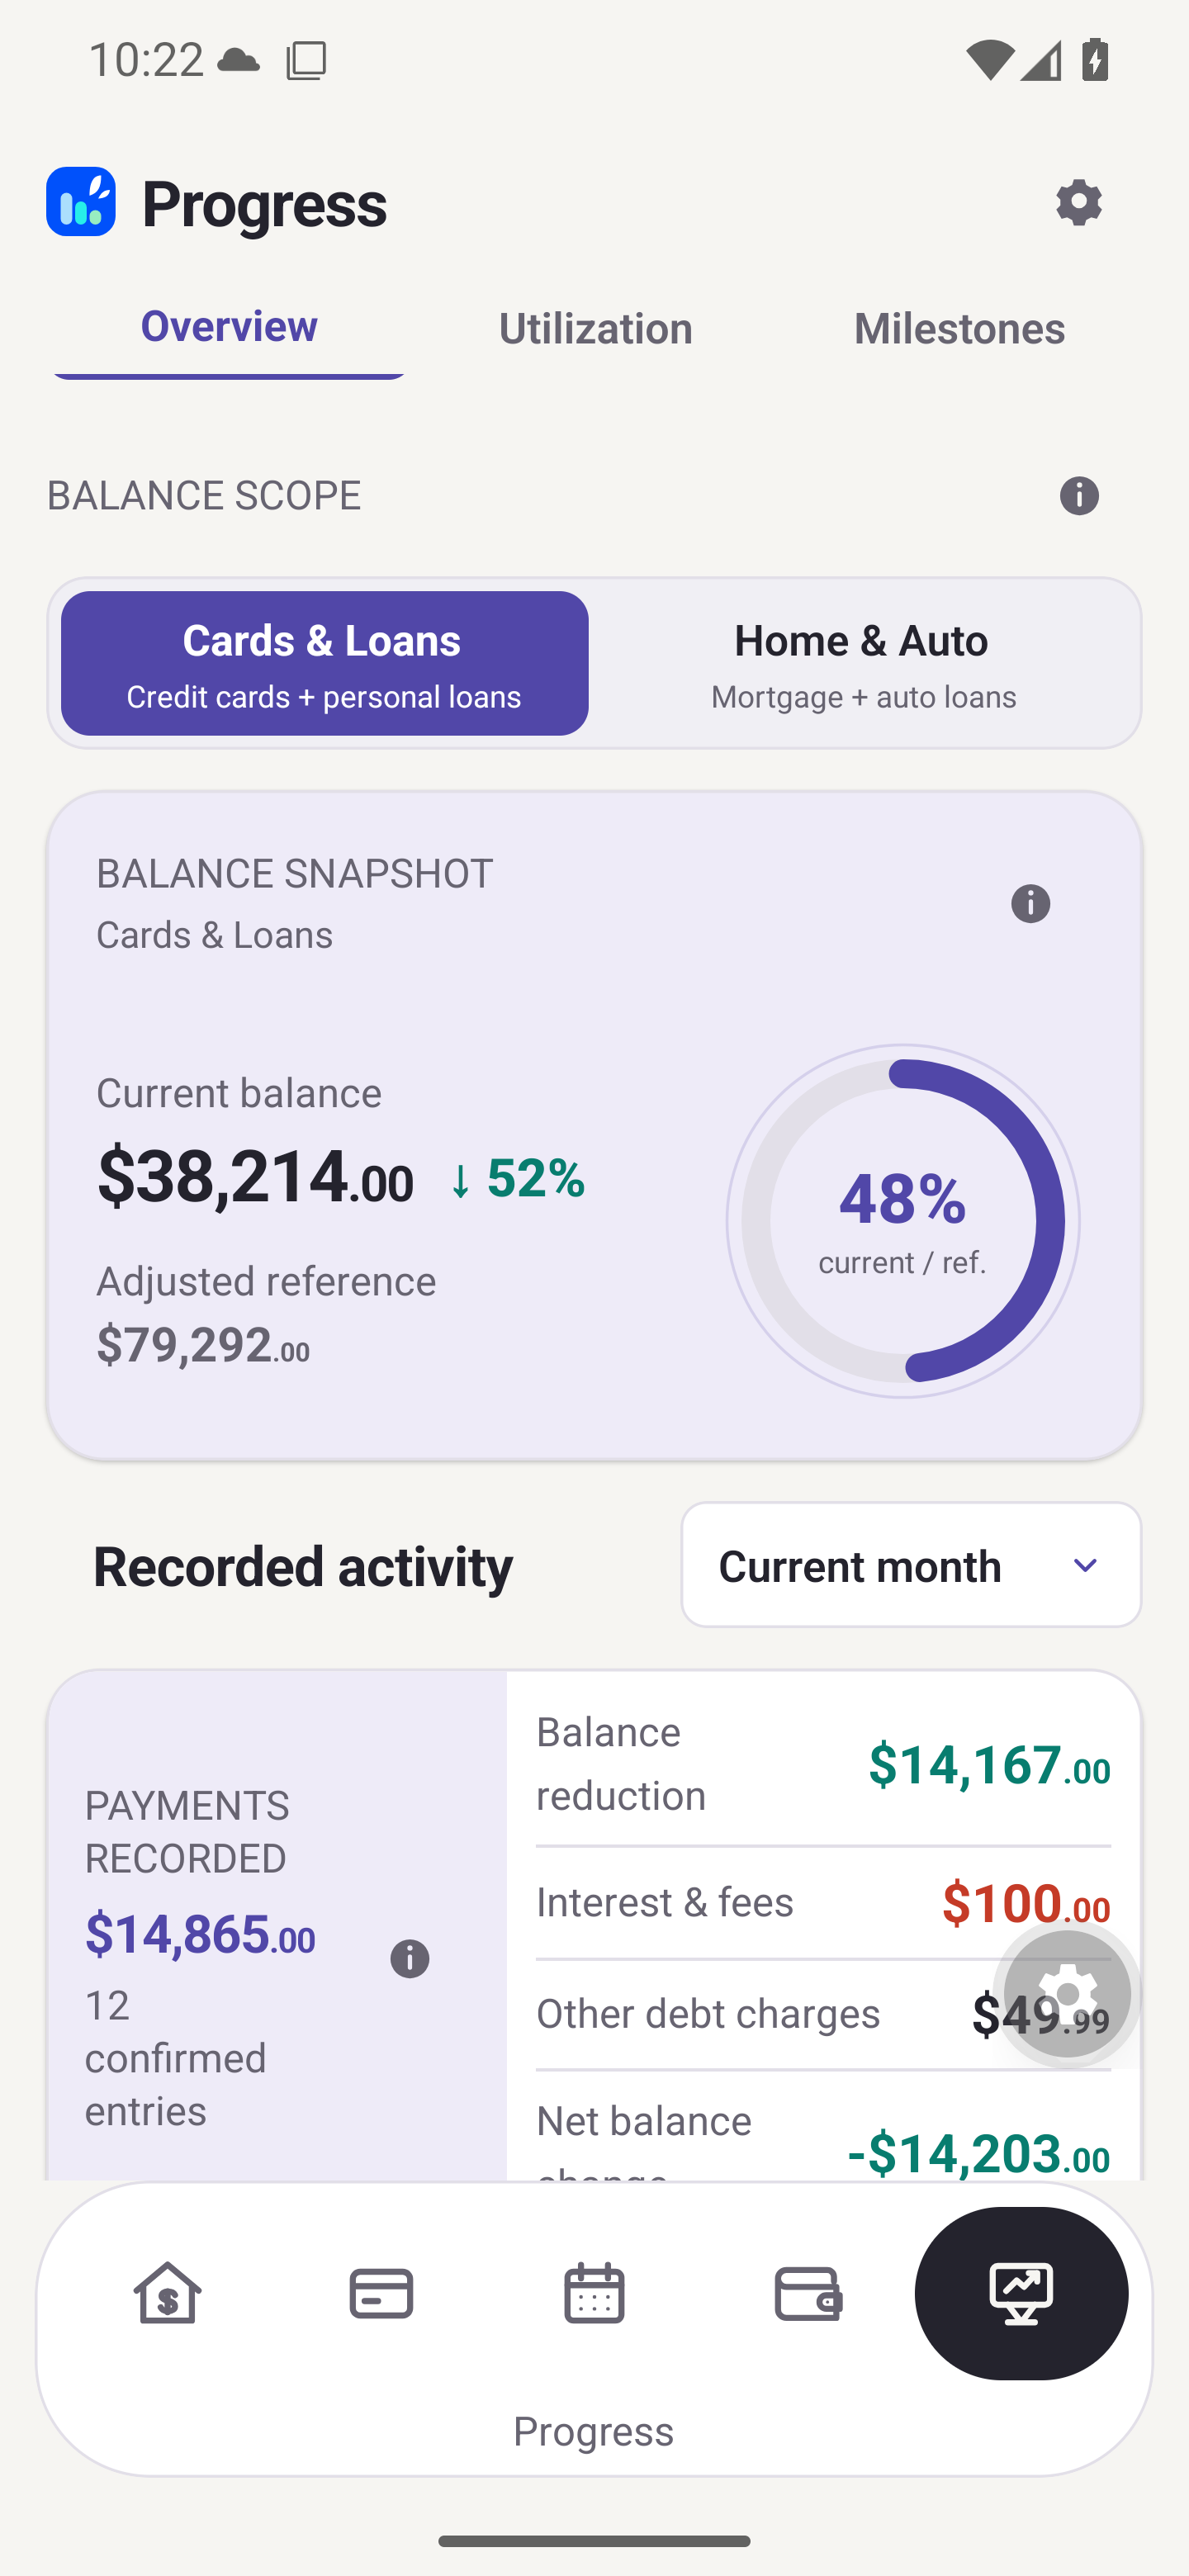 10:22
Progress
Overview Utilization Milestones
BALANCE SCOPE
Cards & Loans
Credit cards + personal loans
Home & Auto
Mortgage + auto loans
BALANCE SNAPSHOT
Cards & Loans
Current balance
$38,214.00 ↓ 52%
Adjusted reference
$79,292.00
48%
current / ref.
Recorded activity
Current month
PAYMENTS
RECORDED
$14,865.00
12
confirmed
entries
Balance
reduction
$14,167.00
Interest & fees
$100.00
Other debt charges
$49.99
Net balance
change
-$14,203.00
Progress